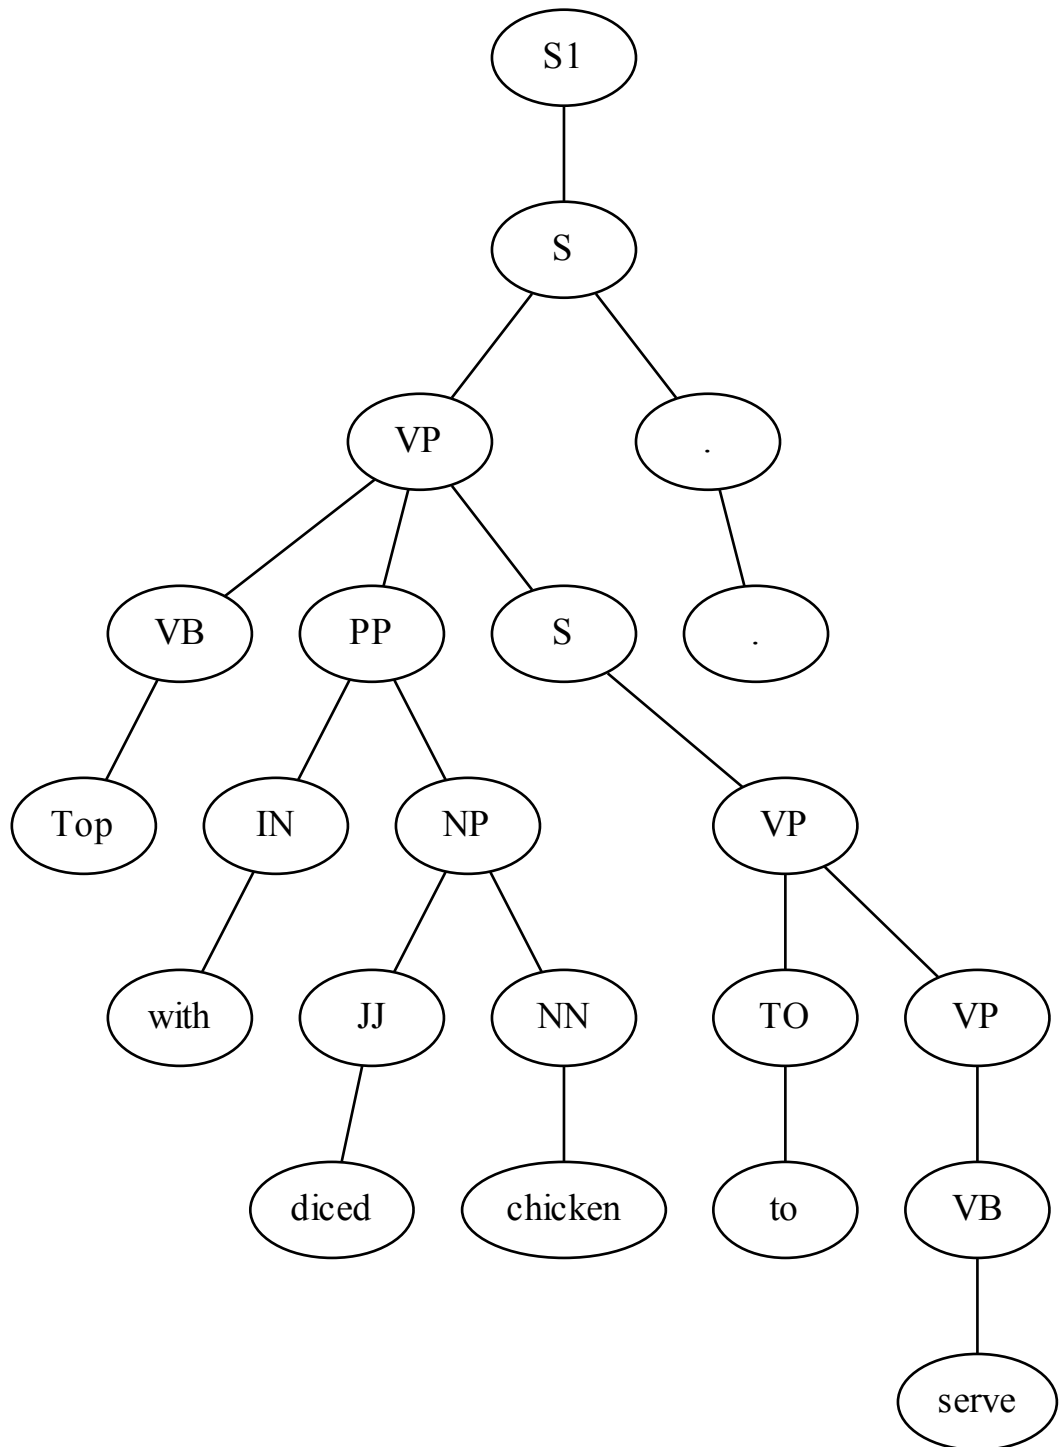 S1
S
VP .
VB PP S .
Top IN NP VP
with JJ NN TO VP
diced chicken to VB
serve